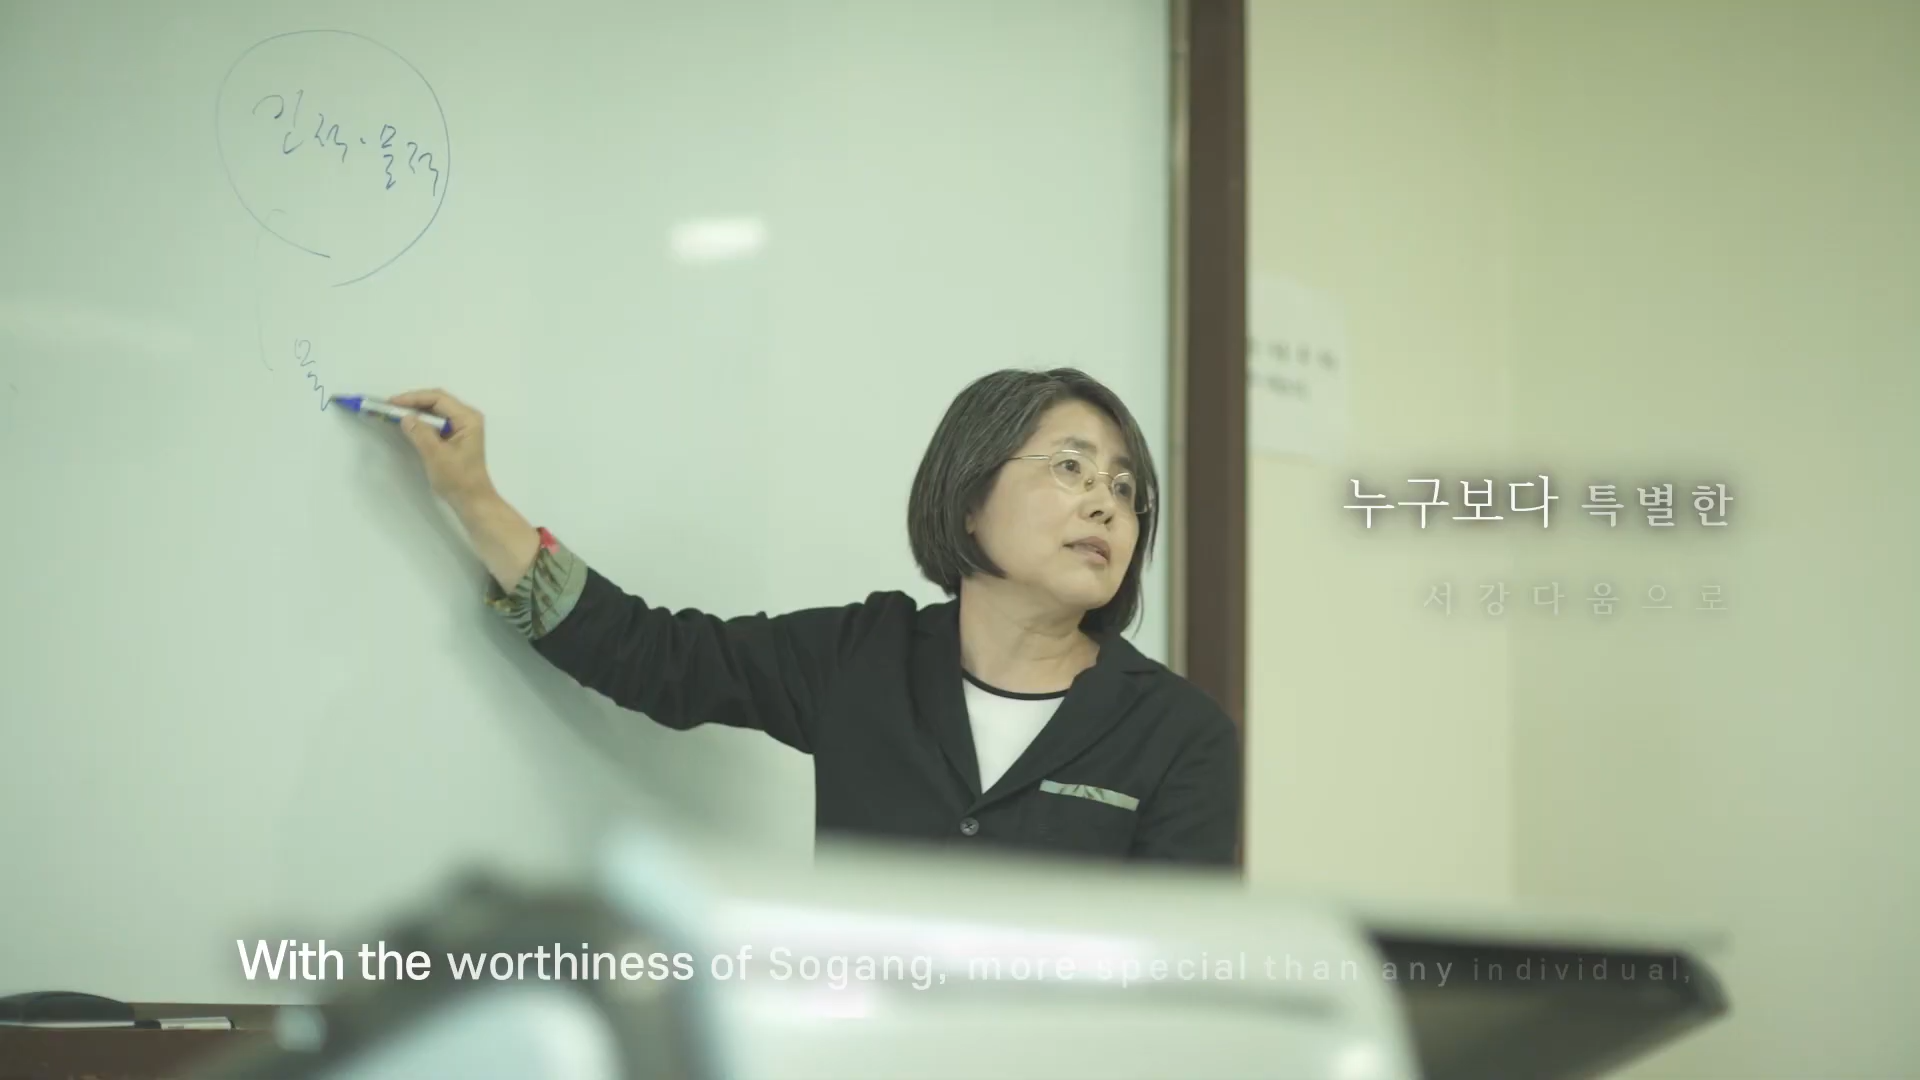 인적·물적
물
누구보다 특별한
서강다움으로
With the worthiness of Sogang, more special than any individual,